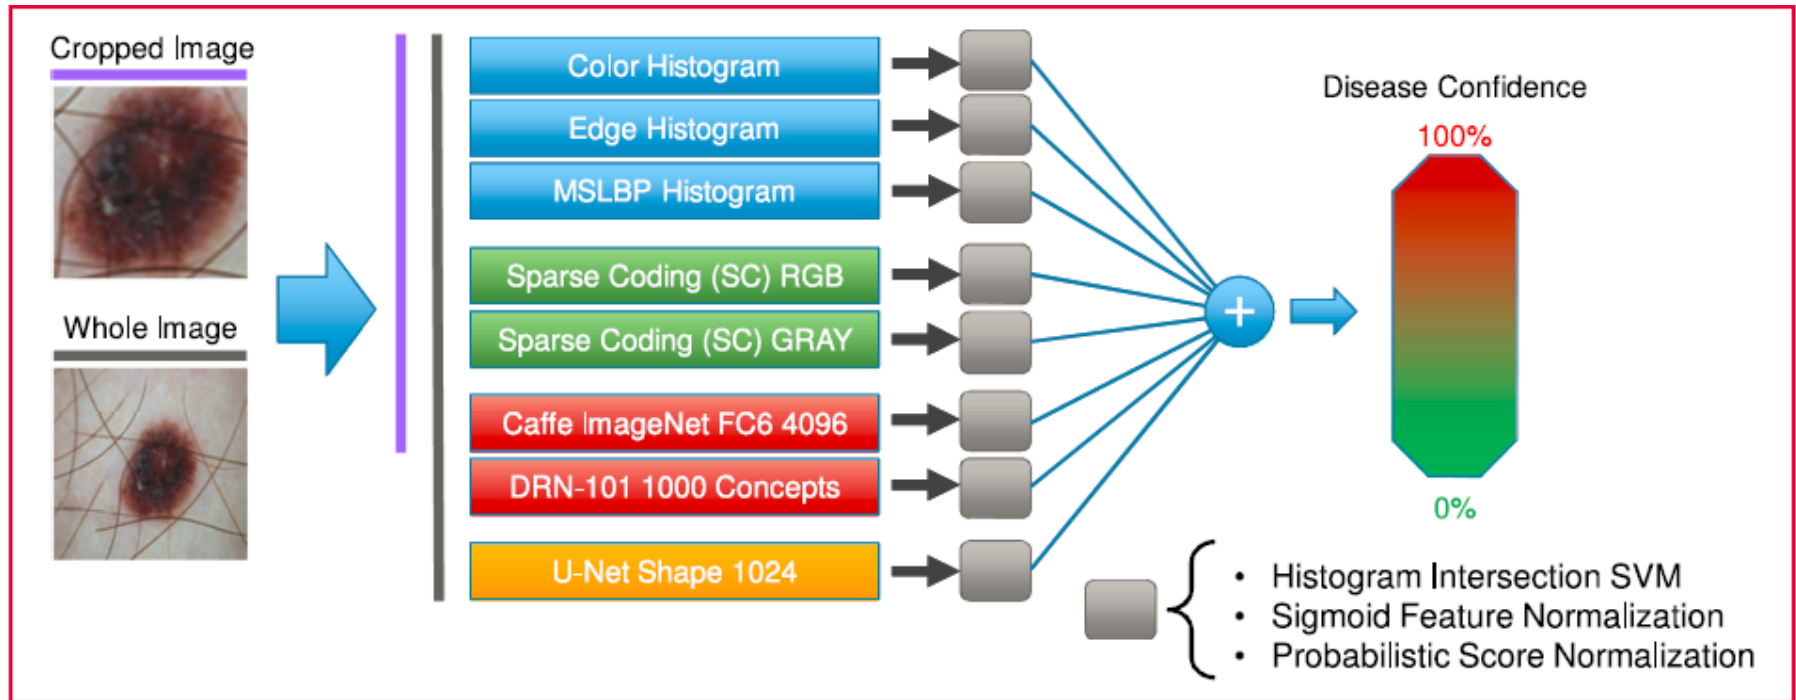 Cropped Image
Whole Image
Color Histogram
Edge Histogram
MSLBP Histogram
Sparse Coding (SC) RGB
Sparse Coding (SC) GRAY
Caffe ImageNet FC6 4096
DRN-101 1000 Concepts
U-Net Shape 1024
+
Disease Confidence
100%
0%
• Histogram Intersection SVM
• Sigmoid Feature Normalization
• Probabilistic Score Normalization